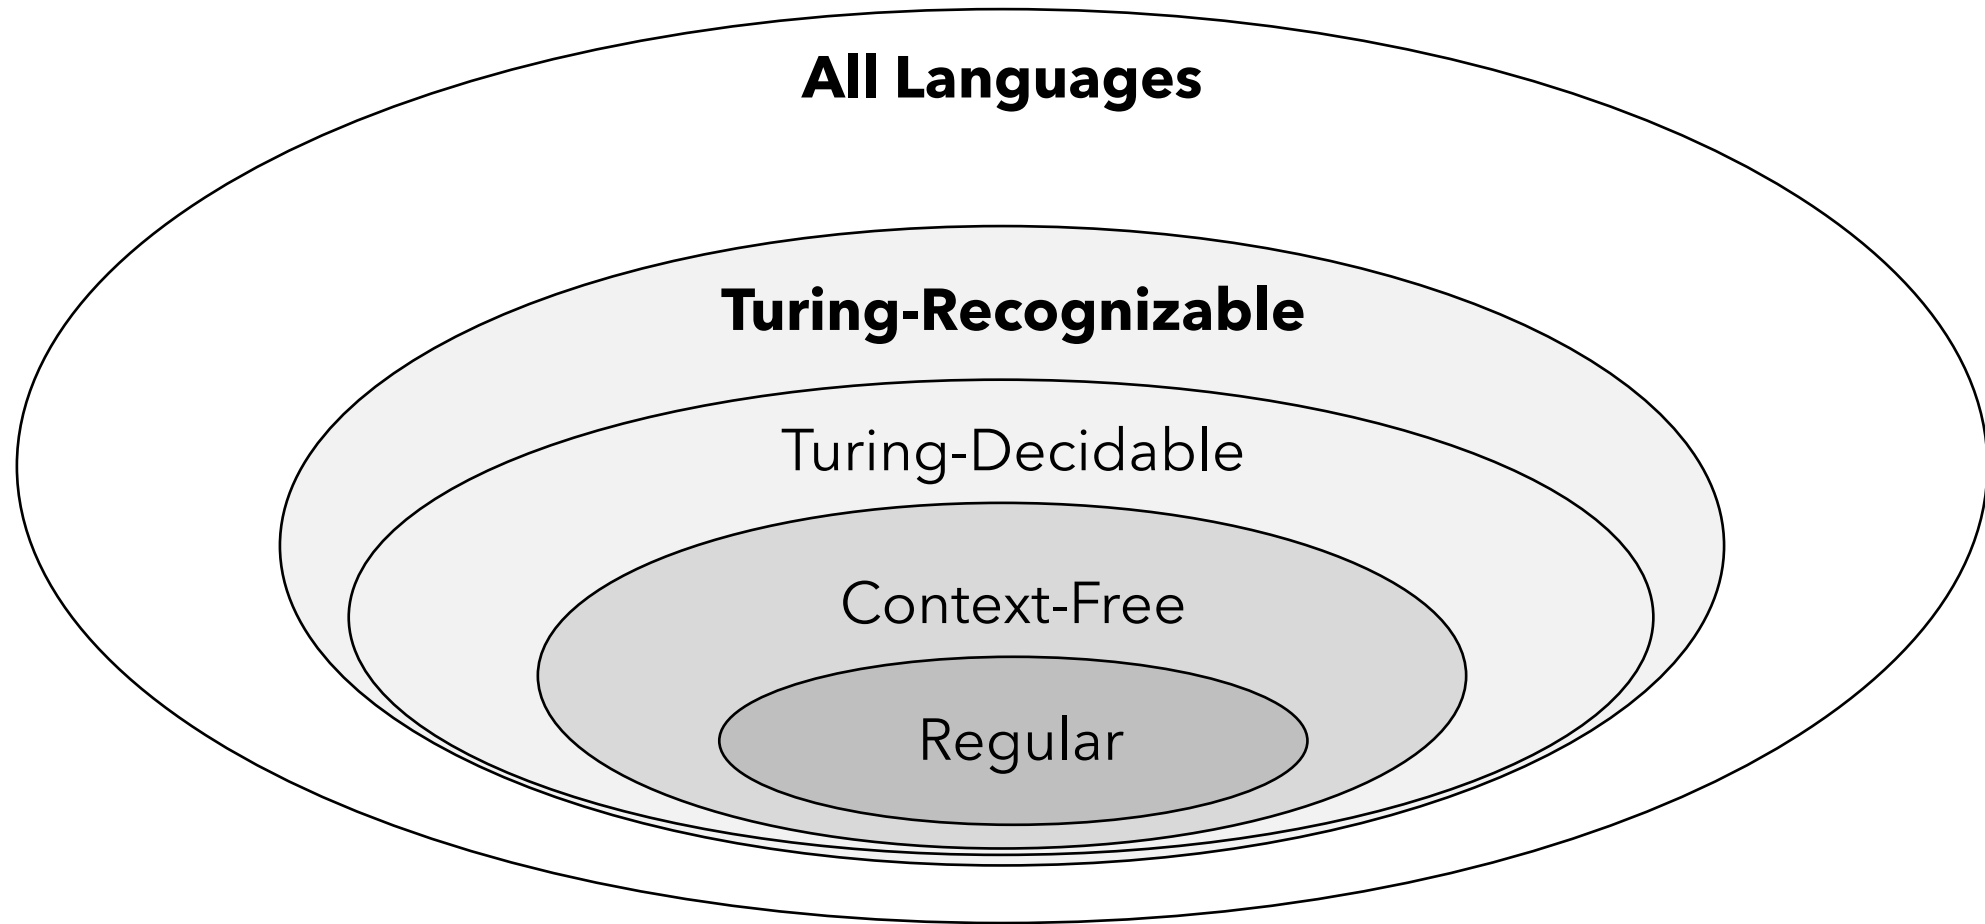 All Languages
Turing-Recognizable
Turing-Decidable
Context-Free
Regular